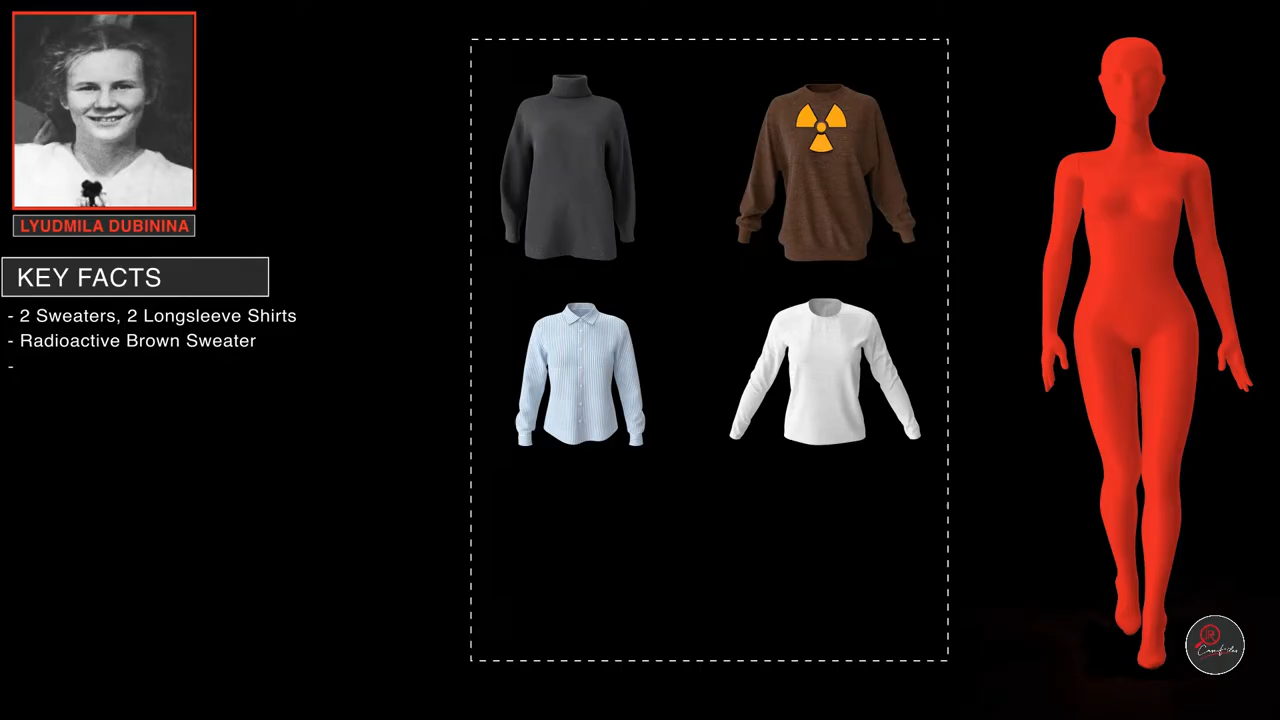 LYUDMILA DUBININA
KEY FACTS
- 2 Sweaters, 2 Longsleeve Shirts
- Radioactive Brown Sweater
-